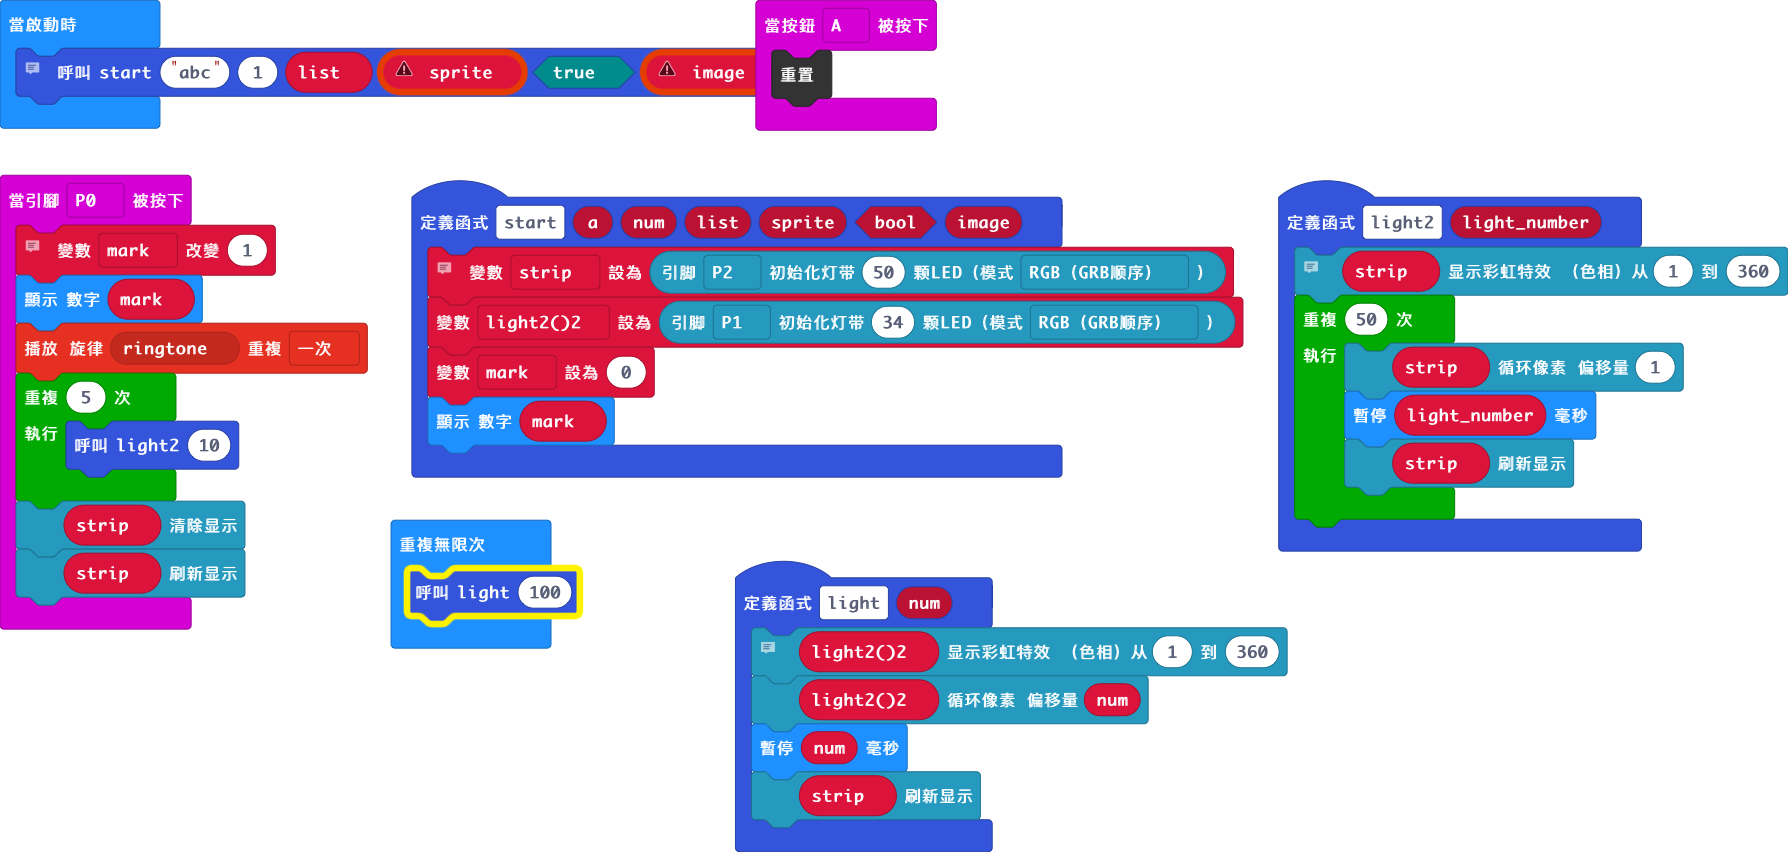 當啟動時
呼叫 start "abc" 1 list sprite true image
當按鈕 A 被按下
重置
當引腳 P0 被按下
變數 mark 改變 1
顯示 數字 mark
播放 旋律 ringtone 重複 一次
重複 5 次
執行
呼叫 light2 10
strip 清除显示
strip 刷新显示
定義函式 start a num list sprite bool image
變數 strip 設為 引脚 P2 初始化灯带 50 颗LED（模式 RGB（GRB顺序） ）
變數 light2()2 設為 引脚 P1 初始化灯带 34 颗LED（模式 RGB（GRB顺序） ）
變數 mark 設為 0
顯示 數字 mark
定義函式 light2 light_number
strip 显示彩虹特效 （色相）从 1 到 360
重複 50 次
執行
strip 循环像素 偏移量 1
暫停 light_number 毫秒
strip 刷新显示
重複無限次
呼叫 light 100
定義函式 light num
light2()2 显示彩虹特效 （色相）从 1 到 360
light2()2 循环像素 偏移量 num
暫停 num 毫秒
strip 刷新显示